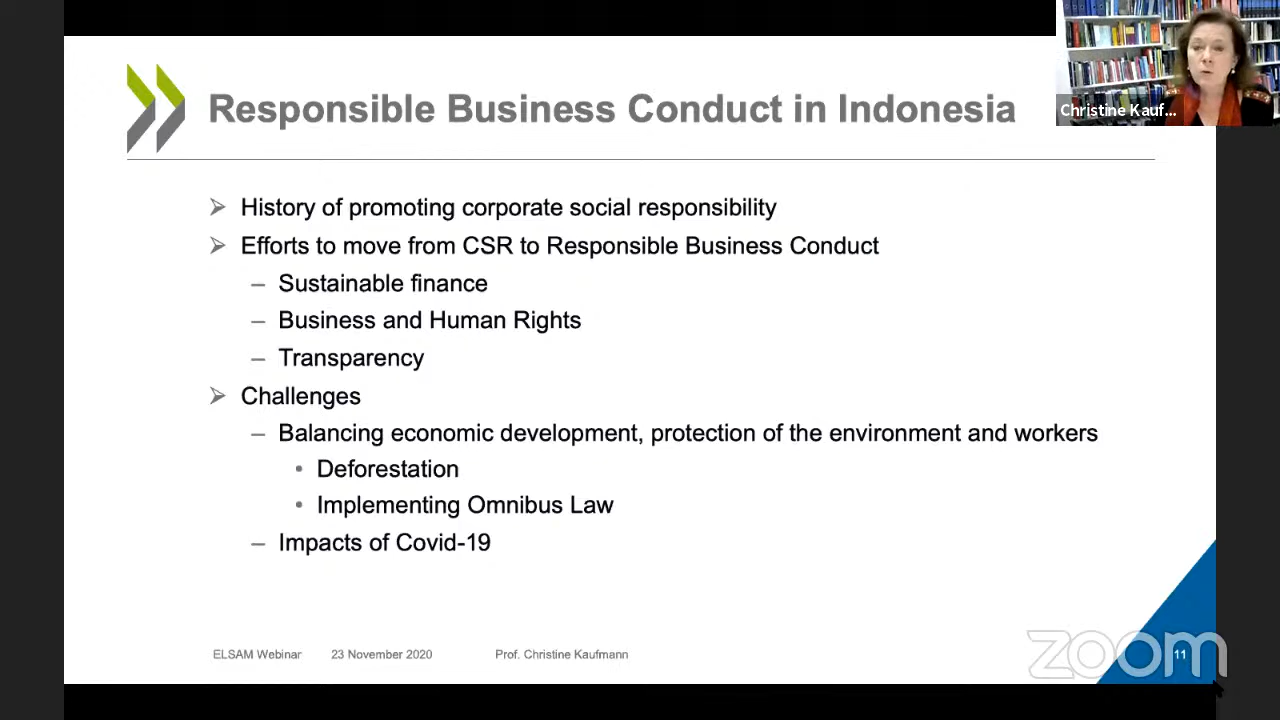 Responsible Business Conduct in Indonesia
Christine Kauf...
History of promoting corporate social responsibility
Efforts to move from CSR to Responsible Business Conduct
– Sustainable finance
– Business and Human Rights
– Transparency
Challenges
– Balancing economic development, protection of the environment and workers
• Deforestation
• Implementing Omnibus Law
– Impacts of Covid-19
ELSAM Webinar 23 November 2020 Prof. Christine Kaufmann 11
zoom